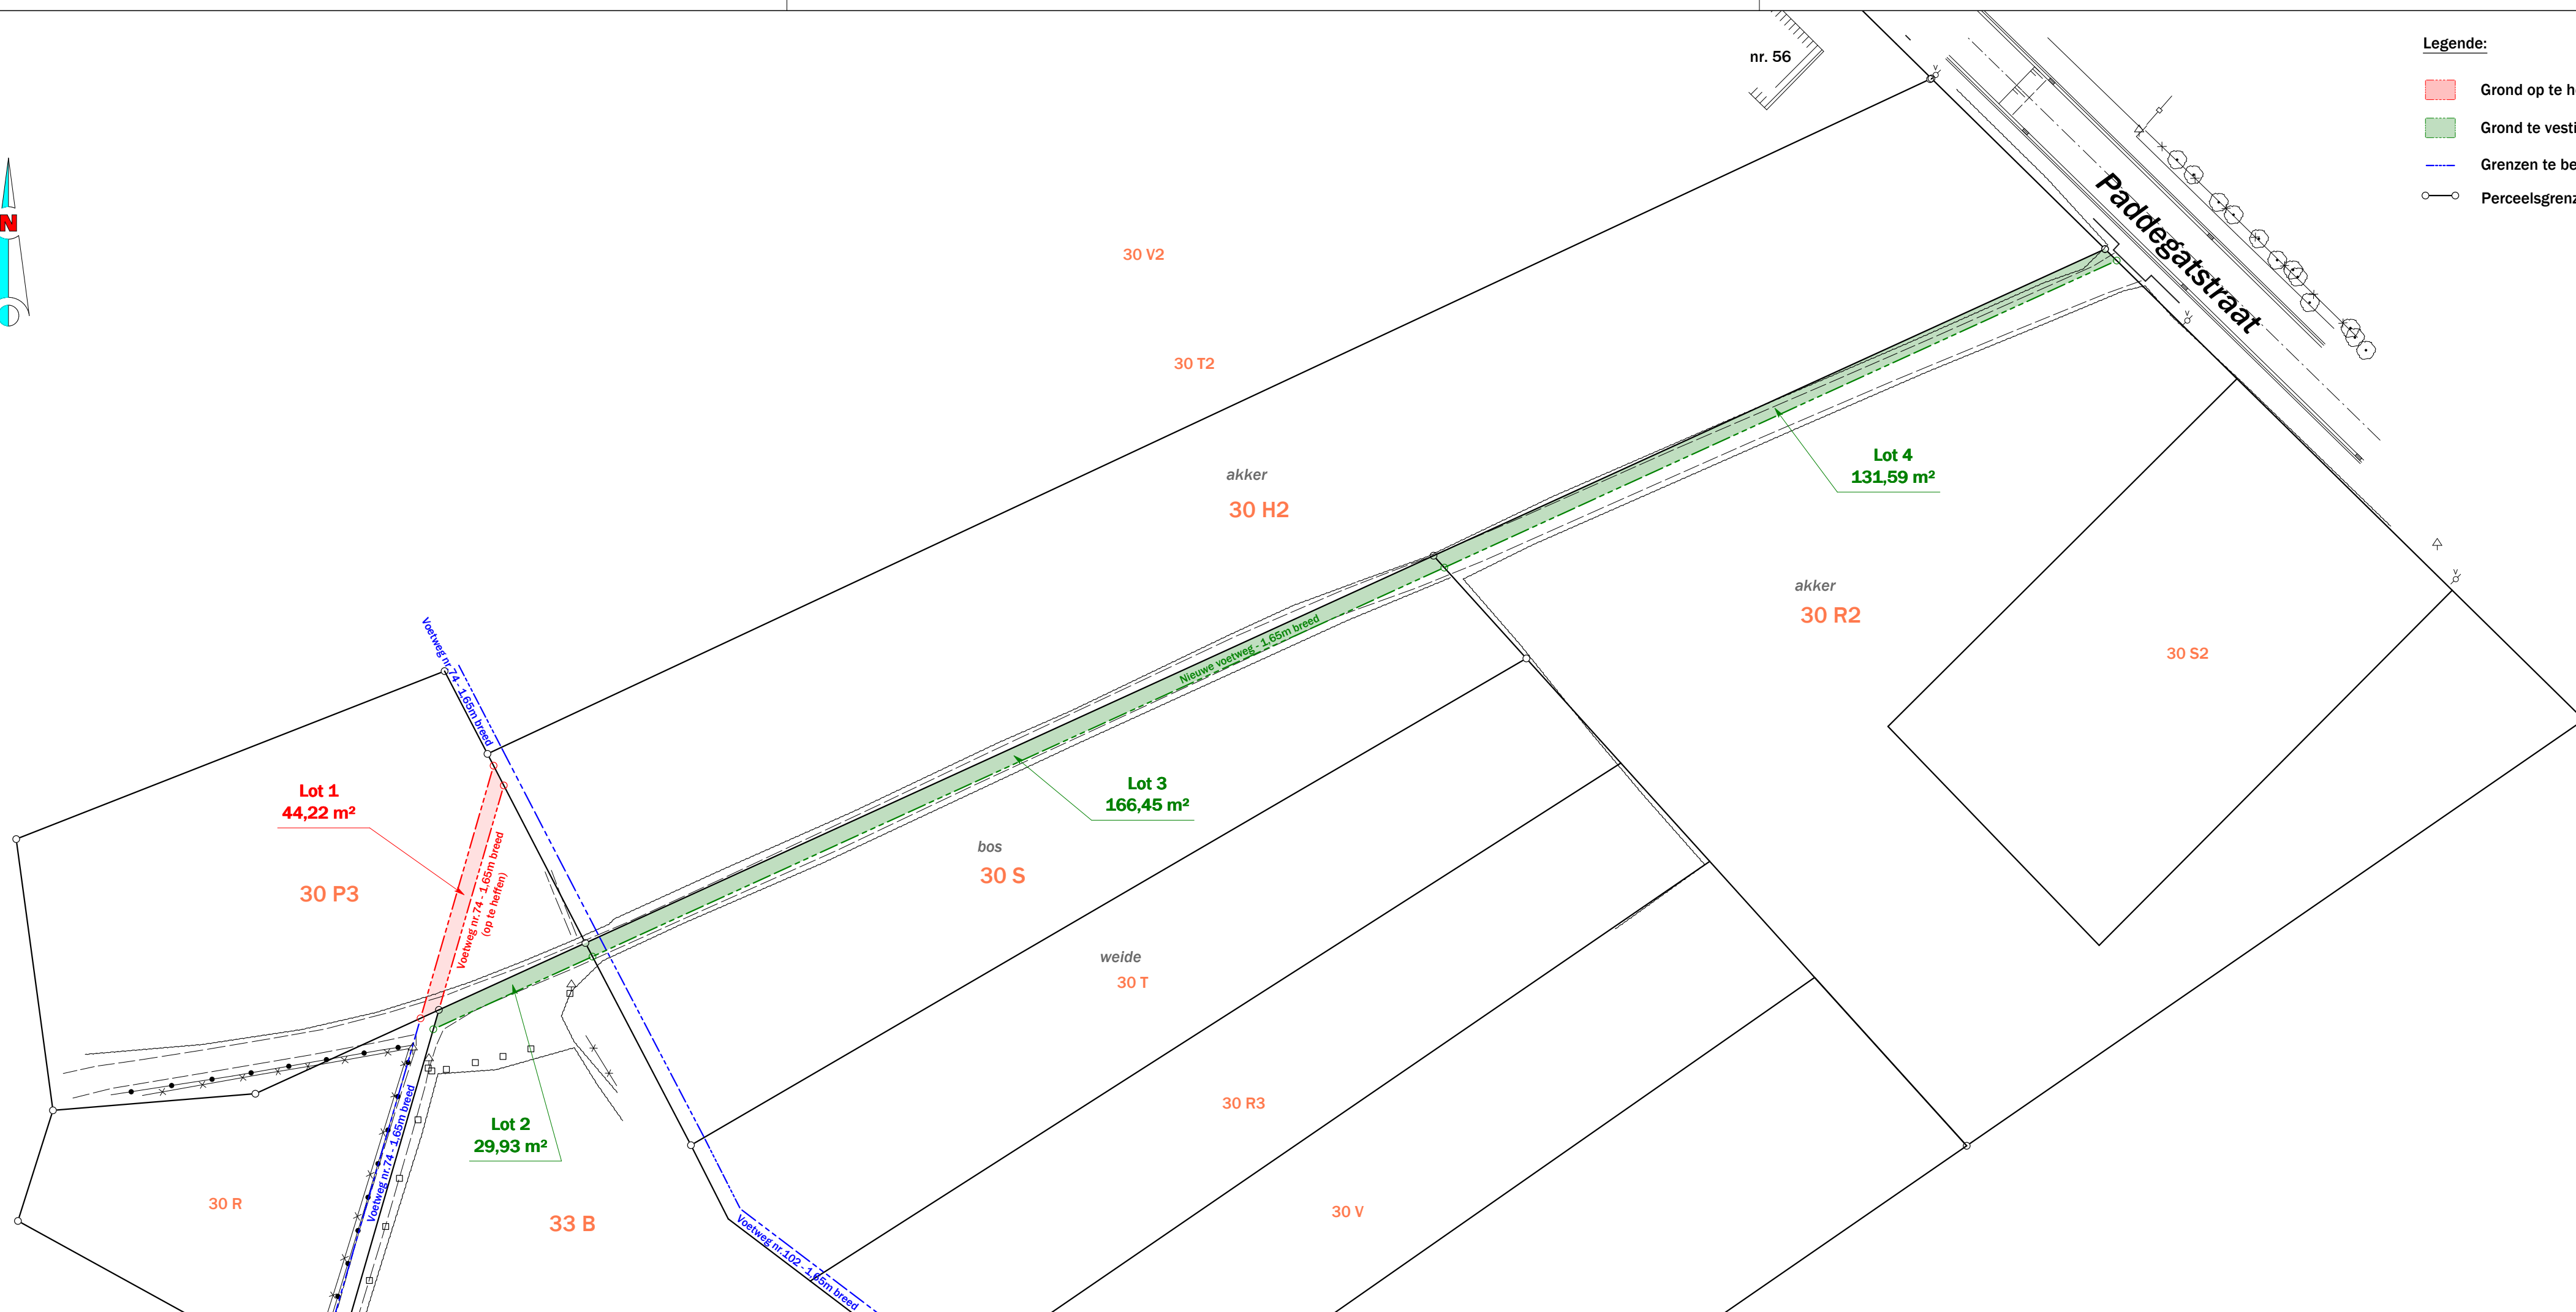 nr. 56
Legende:
Grond op te h
Grond te vesti
Grenzen te be
Perceelsgrenz
N
Paddegatstraat
30 V2
30 T2
akker
30 H2
Lot 4
131,59 m²
akker
30 R2
30 S2
Nieuwe voetweg - 1.65m breed
Voetweg nr.74 - 1.65m breed
Lot 1
44,22 m²
Lot 3
166,45 m²
30 P3
Voetweg nr.74 - 1.65m breed
(op te heffen)
bos
30 S
weide
30 T
Lot 2
29,93 m²
30 R3
Voetweg nr.74 - 1.65m breed
30 R
33 B
30 V
Voetweg nr.102 - 1.65m breed